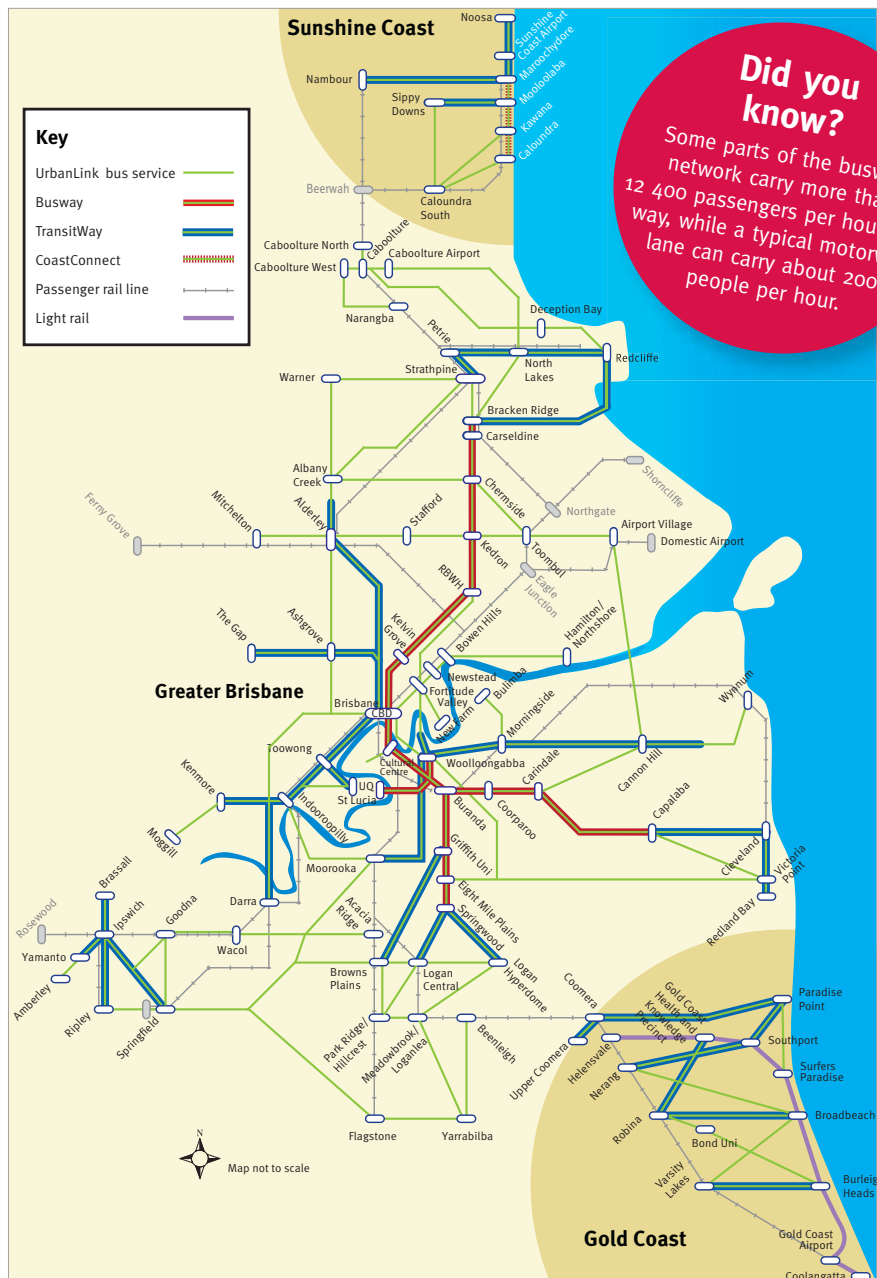 Sunshine Coast
Noosa
Sunshine
Coast Airport
Maroochydore
Mooloolaba
Kawana
Caloundra
Nambour
Sippy
Downs
Beerwah
Caloundra
South
Did you
know?
Some parts of the busw
network carry more tha
12 400 passengers per hou
way, while a typical motorw
lane can carry about 200
people per hour.
Key
UrbanLink bus service
Busway
TransitWay
CoastConnect
Passenger rail line
Light rail
Caboolture North
Caboolture
Caboolture West
Caboolture Airport
Narangba
Deception Bay
Petrie
North
Lakes
Redcliffe
Strathpine
Warner
Bracken Ridge
Carseldine
Albany
Creek
Chermside
Shorncliffe
Northgate
Ferny Grove
Mitchelton
Alderley
Stafford
Kedron
Toombul
Airport Village
Domestic Airport
Eagle
Junction
RBWH
The Gap
Ashgrove
Kelvin
Grove
Bowen Hills
Hamilton/
Northshore
Greater Brisbane
Newstead
Fortitude
Valley
Bulimba
New Farm
Morningside
Wynnum
Brisbane
CBD
Toowong
Cultural
Centre
Woolloongabba
Carindale
Cannon Hill
Kenmore
Indooroopilly
UQ
St Lucia
Buranda
Coorparoo
Capalaba
Moggill
Moorooka
Griffith Uni
Cleveland
Victoria
Point
Redland Bay
Brassall
Darra
Eight Mile Plains
Springwood
Rosewood
Ipswich
Goodna
Wacol
Acacia
Ridge
Yamanto
Amberley
Ripley
Springfield
Browns
Plains
Logan
Central
Logan
Hyperdome
Park Ridge/
Hillcrest
Meadowbrook/
Loganlea
Beenleigh
Coomera
Upper Coomera
Helensvale
Gold Coast
Health and
Knowledge
Precinct
Paradise
Point
Southport
Nerang
Surfers
Paradise
Flagstone
Yarrabilba
Robina
Broadbeach
Bond Uni
Varsity
Lakes
Burleig
Heads
N
Map not to scale
Gold Coast
Gold Coast
Airport
Coolangatta